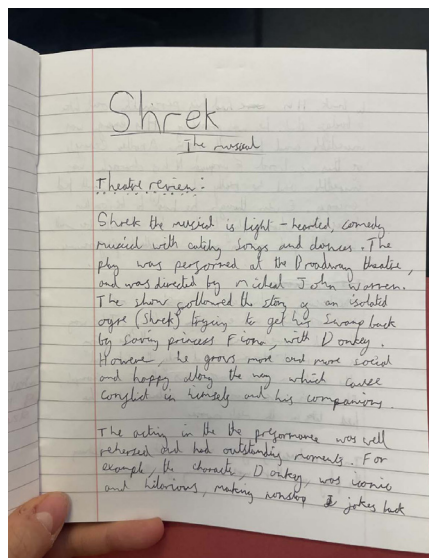 Shrek
The musical
Theatre review:
Shrek the musical is light - hearted, comedy
musical with catchy songs and dances. The
play was performed at the Broadway theatre,
and was directed by micheal John Warren.
The show followed the story of an isolated
ogre (Shrek) trying to get his Swamp back
by saving princess Fiona, with Donkey.
However, he grows more and more social
and happy along the way which cause
conflict in himself and his companions.
The acting in the the preformance was well
rehersed and had outstanding moments. For
example, the character, Donkey, was iconic
and hilarious, making nonstop jokes back